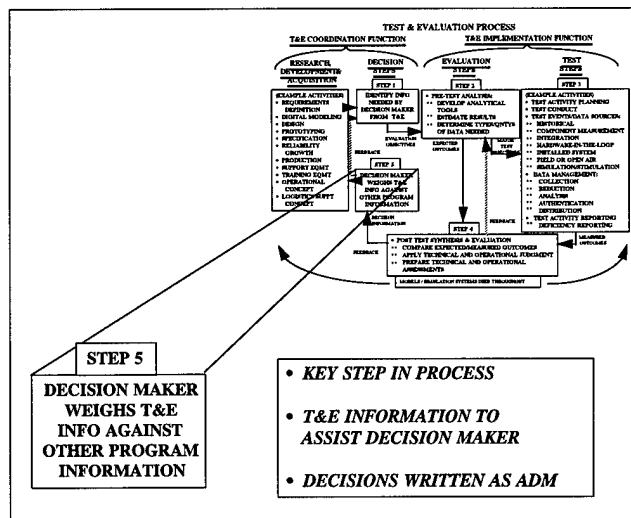 TEST & EVALUATION PROCESS
T&E COORDINATION FUNCTION
T&E IMPLEMENTATION FUNCTION
RESEARCH,
DEVELOPMENT &
ACQUISITION
(EXAMPLE ACTIVITIES)
• REQUIREMENTS
DEFINITION
• DIGITAL MODELING
• DESIGN
• PROTOTYPING
• SPECIFICATION
• RELIABILITY
GROWTH
• PRODUCTION
• SUPPORT EQMT
• TRAINING EQMT
• OPERATIONAL
CONCEPT
• LOGISTICS/SUPPT
CONCEPT
DECISION
STEPS
STEP 1
IDENTIFY INFO
NEEDED BY
DECISION MAKER
FROM T&E
EVALUATION
OBJECTIVES
FEEDBACK
STEP 5
DECISION MAKER
WEIGHS T&E
INFO AGAINST
OTHER PROGRAM
INFORMATION
DECISION
INFORMATION
FEEDBACK
EVALUATION
STEPS
STEP 2
• PRE-TEST ANALYSIS:
•• DEVELOP ANALYTICAL
TOOLS
•• ESTIMATE RESULTS
•• DETERMINE TYPES/QNTYS
OF DATA NEEDED
EXPECTED
OUTCOMES
MAJOR
TEST
FEEDBACK
TEST
STEPS
STEP 3
(EXAMPLE ACTIVITIES)
• TEST ACTIVITY PLANNING
• TEST CONDUCT
• TEST EVENTS/DATA SOURCES:
•• HISTORICAL
•• COMPONENT MEASUREMENT
•• INTEGRATION
•• HARDWARE-IN-THE-LOOP
•• INSTALLED SYSTEM
•• FIELD OR OPEN AIR
•• SIMULATION/STIMULATION
• DATA MANAGEMENT:
•• COLLECTION
•• REDUCTION
•• ANALYSIS
•• AUTHENTICATION
•• DISTRIBUTION
• TEST ACTIVITY REPORTING
• DEFICIENCY REPORTING
MEASURED
OUTCOMES
STEP 4
• POST TEST SYNTHESIS & EVALUATION
•• COMPARE EXPECTED/MEASURED OUTCOMES
•• APPLY TECHNICAL AND OPERATIONAL JUDGMENT
•• PREPARE TECHNICAL AND OPERATIONAL
ASSESSMENTS
MODELS / SIMULATION SYSTEMS USED THROUGHOUT
STEP 5
DECISION MAKER
WEIGHS T&E
INFO AGAINST
OTHER PROGRAM
INFORMATION
• KEY STEP IN PROCESS
• T&E INFORMATION TO
ASSIST DECISION MAKER
• DECISIONS WRITTEN AS ADM